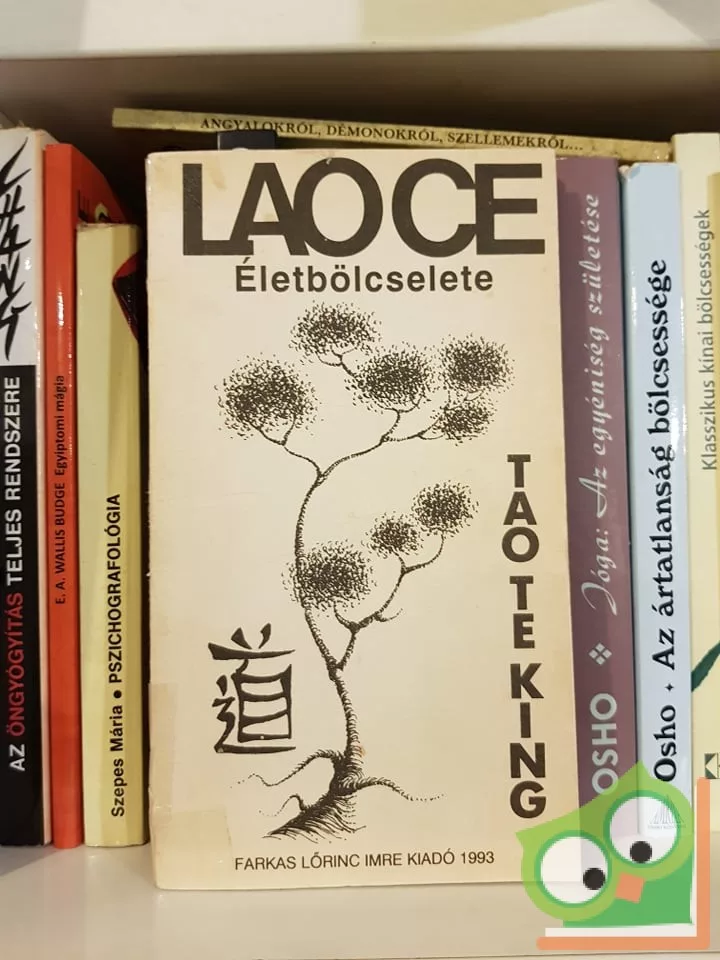 ANGYALOKRÓL, DÉMONOKRÓL, SZELLEMEKRŐL...
AZ ÖNGYÓGYÍTÁS TELJES RENDSZERE
E. A. WALLIS BUDGE Egyiptomi mágia
Szepes Mária • PSZICHOGRAFOLÓGIA
LAO CE
Életbölcselete
TAO TE KING
道
FARKAS LŐRINC IMRE KIADÓ 1993
OSHO ❖ Jóga: Az egyéniség születése
Osho ✦ Az ártatlanság bölcsessége
Klasszikus kínai bölcsességek